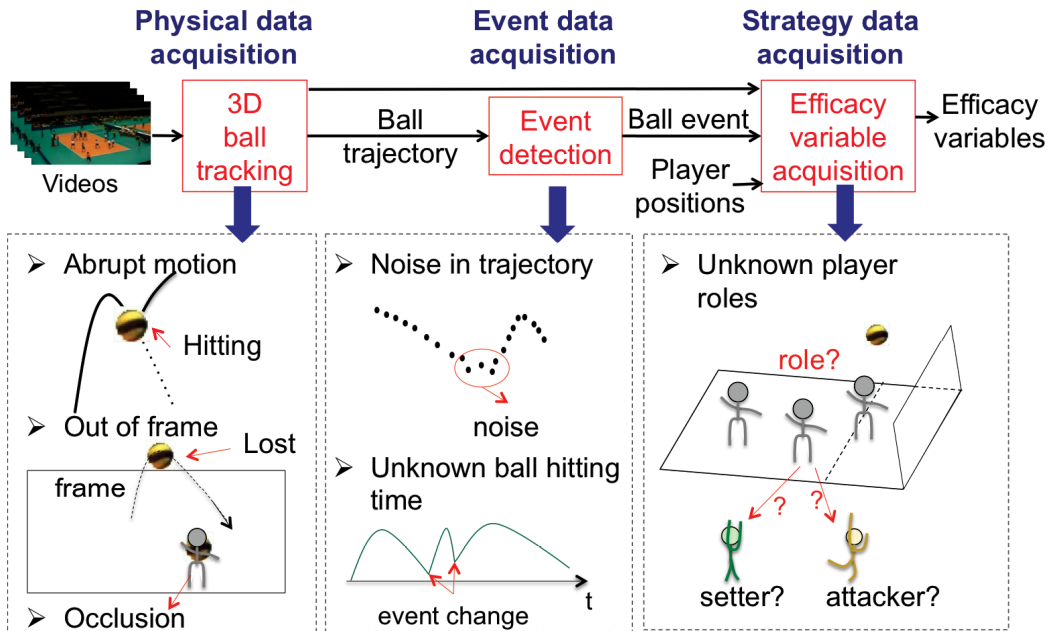 Physical data
acquisition
Event data
acquisition
Strategy data
acquisition
Videos
3D
ball
tracking
Ball
trajectory
Event
detection
Ball event
Player
positions
Efficacy
variable
acquisition
Efficacy
variables
Abrupt motion
Hitting
Out of frame
Lost
frame
Occlusion
Noise in trajectory
noise
Unknown ball hitting
time
t
event change
Unknown player
roles
role?
?
?
setter?
attacker?